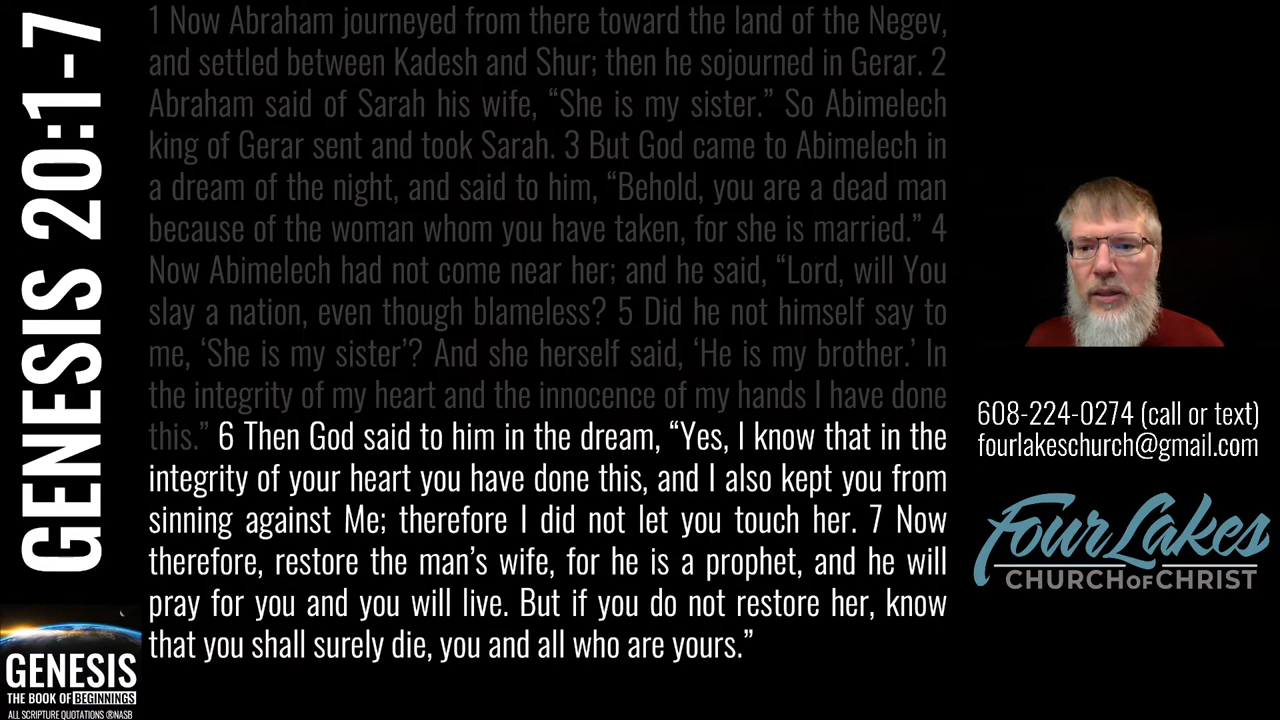 GENESIS 20:1-7
1 Now Abraham journeyed from there toward the land of the Negev,
and settled between Kadesh and Shur; then he sojourned in Gerar. 2
Abraham said of Sarah his wife, “She is my sister.” So Abimelech
king of Gerar sent and took Sarah. 3 But God came to Abimelech in
a dream of the night, and said to him, “Behold, you are a dead man
because of the woman whom you have taken, for she is married.” 4
Now Abimelech had not come near her; and he said, “Lord, will You
slay a nation, even though blameless? 5 Did he not himself say to
me, ‘She is my sister’? And she herself said, ‘He is my brother.’ In
the integrity of my heart and the innocence of my hands I have done
this.” 6 Then God said to him in the dream, “Yes, I know that in the
integrity of your heart you have done this, and I also kept you from
sinning against Me; therefore I did not let you touch her. 7 Now
therefore, restore the man’s wife, for he is a prophet, and he will
pray for you and you will live. But if you do not restore her, know
that you shall surely die, you and all who are yours.”
GENESIS
THE BOOK OF BEGINNINGS
ALL SCRIPTURE QUOTATIONS ®NASB
608-224-0274 (call or text)
fourlakeschurch@gmail.com
Four Lakes
CHURCH OF CHRIST